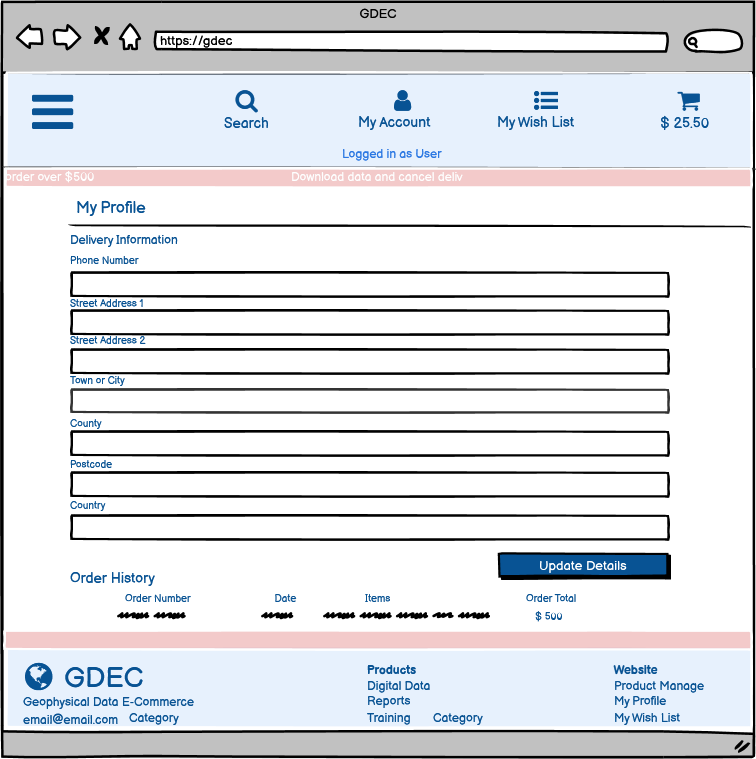 GDEC
https://gdec
Search My Account My Wish List $ 25.50
Logged in as User
order over $500 Download data and cancel deliv
My Profile
Delivery Information
Phone Number
Street Address 1
Street Address 2
Town or City
County
Postcode
Country
Update Details
Order History
Order Number Date Items Order Total
$ 500
GDEC
Geophysical Data E-Commerce
email@email.com Category
Products
Digital Data
Reports
Training Category
Website
Product Manage
My Profile
My Wish List